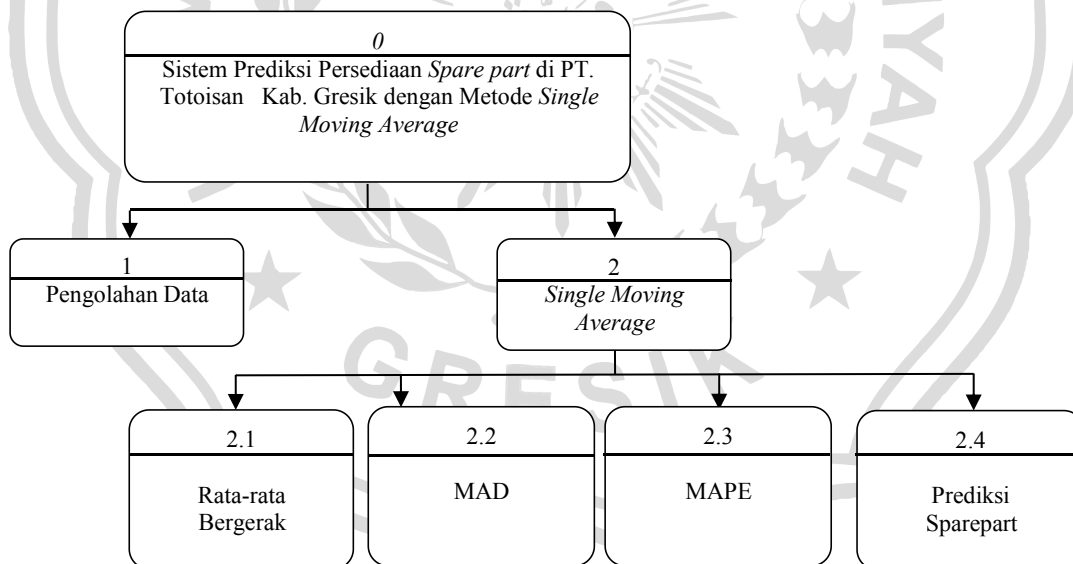 0
Sistem Prediksi Persediaan Spare part di PT.
Totoisan Kab. Gresik dengan Metode Single
Moving Average
1
Pengolahan Data
2
Single Moving
Average
2.1
Rata-rata
Bergerak
2.2
MAD
2.3
MAPE
2.4
Prediksi
Sparepart
GRESIK
YAH